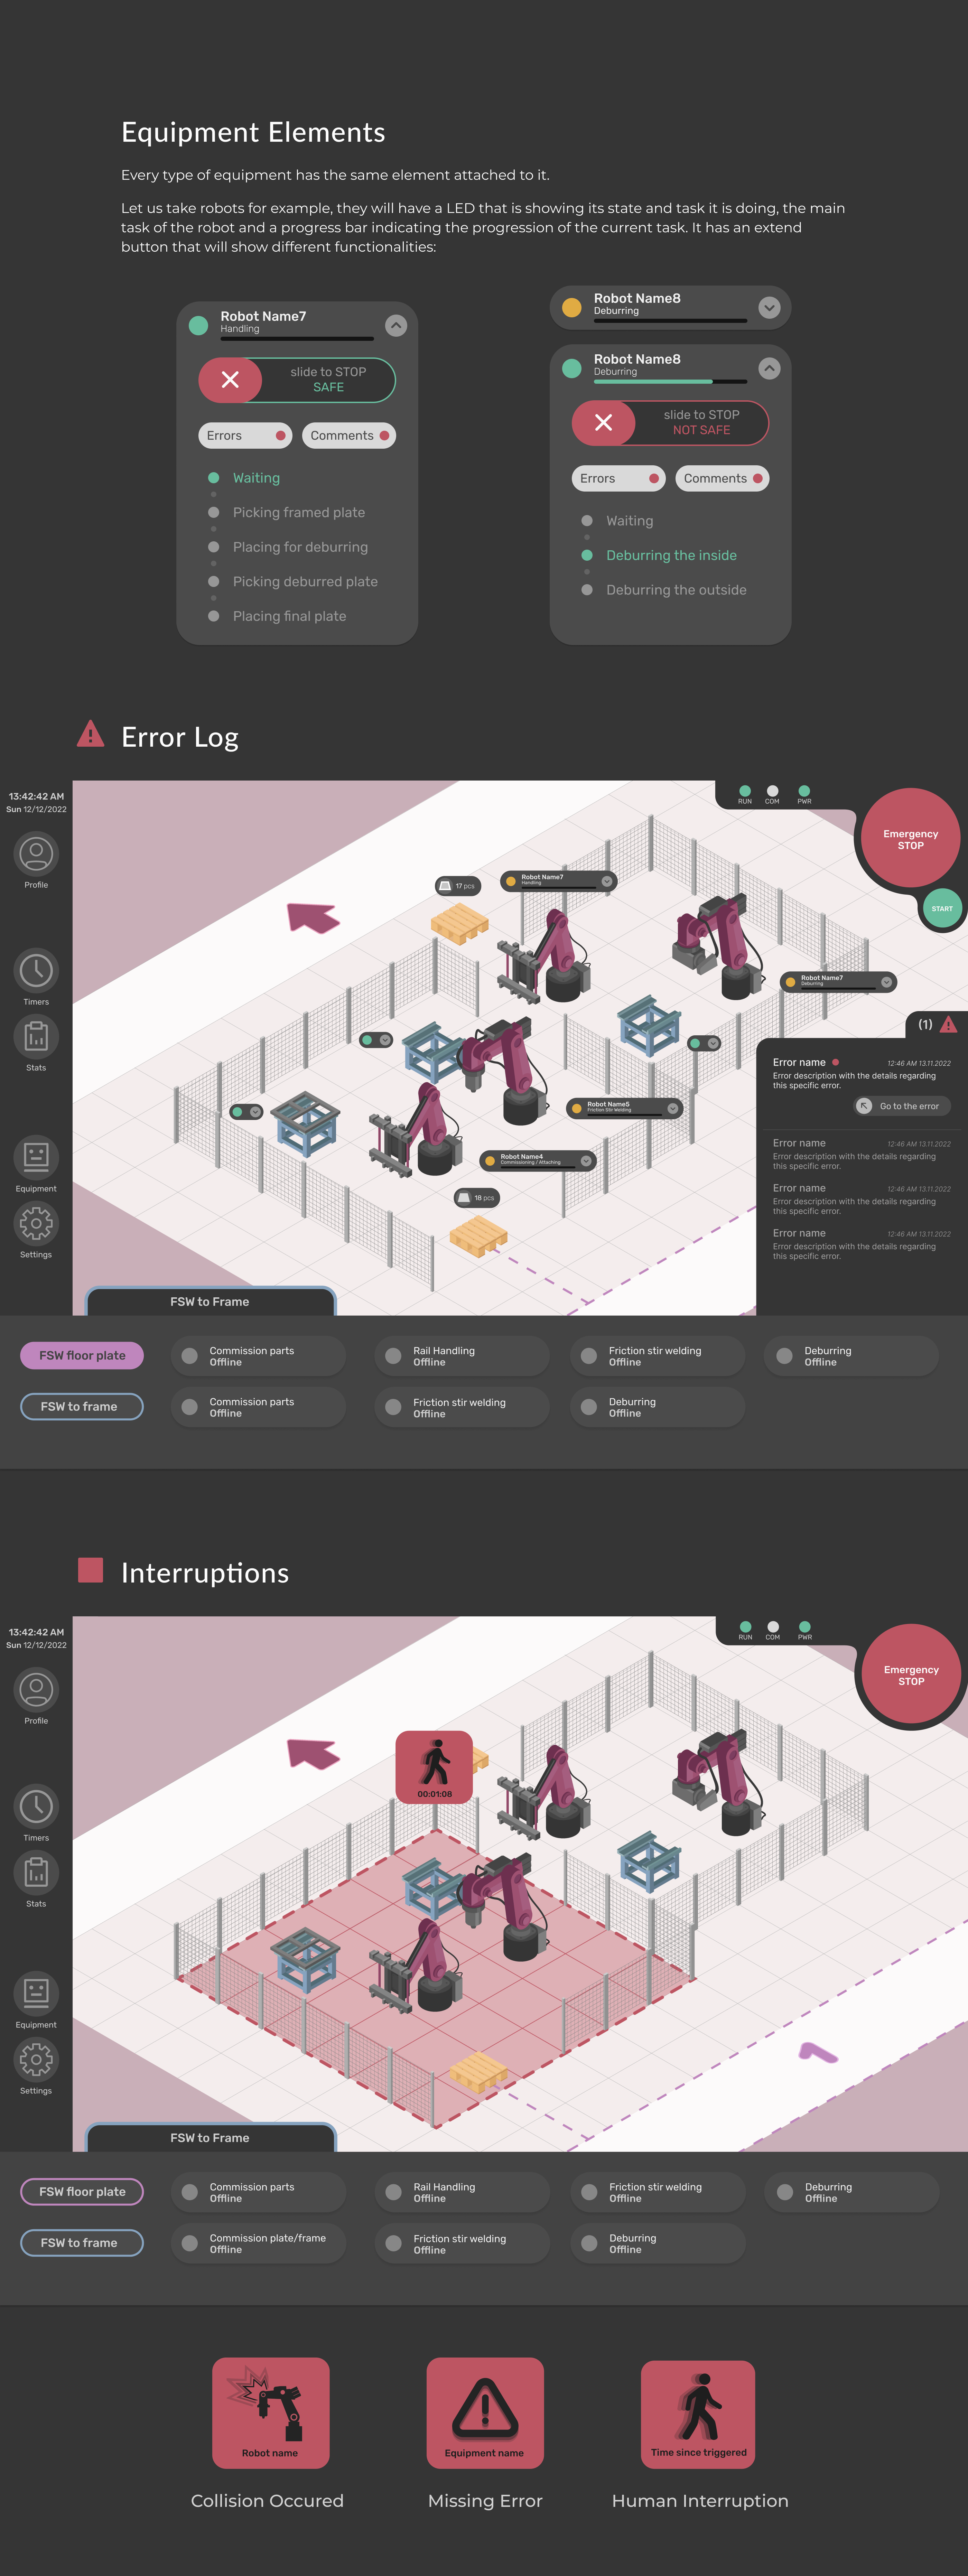 Equipment Elements
Every type of equipment has the same element attached to it.
Let us take robots for example, they will have a LED that is showing its state and task it is doing, the main
task of the robot and a progress bar indicating the progression of the current task. It has an extend
button that will show different functionalities:
Robot Name7
Handling
slide to STOP
SAFE
Errors
Comments
Waiting
Picking framed plate
Placing for deburring
Picking deburred plate
Placing final plate
Robot Name8
Deburring
Robot Name8
Deburring
slide to STOP
NOT SAFE
Errors
Comments
Waiting
Deburring the inside
Deburring the outside
Error Log
13:42:42 AM
Sun 12/12/2022
Profile
Timers
Stats
Equipment
Settings
RUN
COM
PWR
Emergency
STOP
START
17 pcs
Robot Name7
Handling
Robot Name7
Deburring
Robot Name5
Friction Stir Welding
Robot Name4
Commissioning / Attaching
18 pcs
(1)
Error name
12:46 AM 13.11.2022
Error description with the details regarding
this specific error.
Go to the error
Error name
12:46 AM 13.11.2022
Error description with the details regarding
this specific error.
Error name
12:46 AM 13.11.2022
Error description with the details regarding
this specific error.
Error name
12:46 AM 13.11.2022
Error description with the details regarding
this specific error.
FSW to Frame
FSW floor plate
Commission parts
Offline
Rail Handling
Offline
Friction stir welding
Offline
Deburring
Offline
FSW to frame
Commission parts
Offline
Friction stir welding
Offline
Deburring
Offline
Interruptions
13:42:42 AM
Sun 12/12/2022
Profile
Timers
Stats
Equipment
Settings
RUN
COM
PWR
Emergency
STOP
00:01:08
FSW to Frame
FSW floor plate
Commission parts
Offline
Rail Handling
Offline
Friction stir welding
Offline
Deburring
Offline
FSW to frame
Commission plate/frame
Offline
Friction stir welding
Offline
Deburring
Offline
Robot name
Equipment name
Time since triggered
Collision Occured
Missing Error
Human Interruption